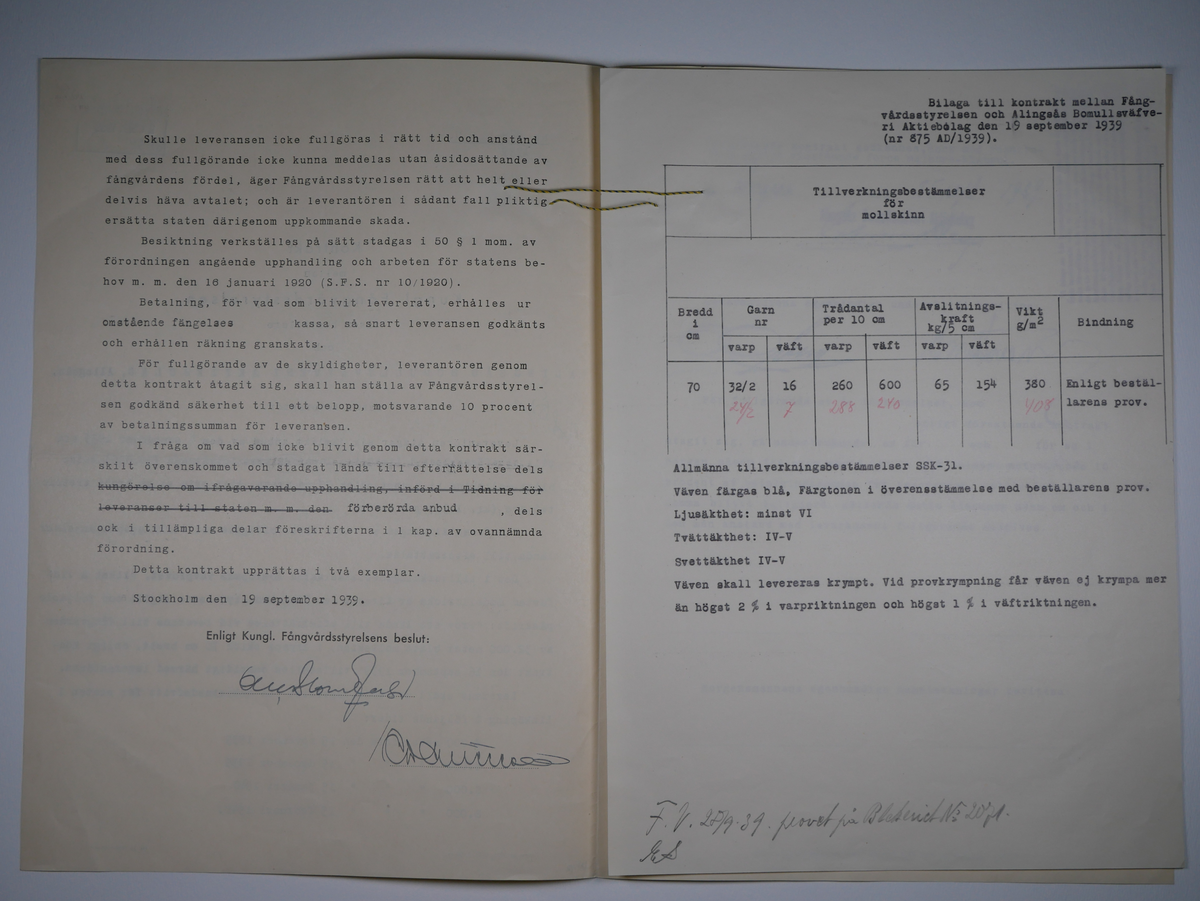 Skulle leveransen icke fullgöras i rätt tid och anstånd
med dess fullgörande icke kunna meddelas utan åsidosättande av
fångvårdens fördel, äger Fångvårdsstyrelsen rätt att helt eller
delvis häva avtalet; och är leverantören i sådant fall pliktig
ersätta staten därigenom uppkommande skada.
Besiktning verkställes på sätt stadgas i 50 § 1 mom. av
förordningen angående upphandling och arbeten för statens be-
hov m. m. den 16 januari 1920 (S.F.S. nr 10/1920).
Betalning, för vad som blivit levererat, erhålles ur
omstående fängelses kassa, så snart leveransen godkänts
och erhållen räkning granskats.
För fullgörande av de skyldigheter, leverantören genom
detta kontrakt åtagit sig, skall han ställa av Fångvårdsstyrel-
sen godkänd säkerhet till ett belopp, motsvarande 10 procent
av betalningssumman för leveransen.
I fråga om vad som icke blivit genom detta kontrakt sär-
skilt överenskommet och stadgat lände till efterrättelse dels
kungörelse om ifrågavarande upphandling, införd i Tidning för
leveranser till staten m. m. den förberörda anbud , dels
ock i tillämpliga delar föreskrifterna i 1 kap. av ovannämnda
förordning.
Detta kontrakt upprättas i två exemplar.
Stockholm den 19 september 1939.
Enligt Kungl. Fångvårdsstyrelsens beslut:
Bilaga till kontrakt mellan Fång-
vårdsstyrelsen och Alingsås Bomullsväfve-
ri Aktiebolag den 19 september 1939
(nr 875 AD/1939).
Tillverkningsbestämmelser
för
mollskinn
Bredd i cm Garn nr Trådantal per 10 cm Avslitnings-kraft kg/5 cm Vikt g/m² Bindning
varp väft varp väft varp väft
70 32/2 16 260 600 65 154 380 Enligt bestäl-
24/2 7 288 240 408 larens prov.
Allmänna tillverkningsbestämmelser SSK-31.
Väven färgas blå, Färgtonen i överensstämmelse med beställarens prov.
Ljusäkthet: minst VI
Tvättäkthet: IV-V
Svettäkthet IV-V
Väven skall levereras krympt. Vid provkrympning får väven ej krympa mer
än högst 2 % i varpriktningen och högst 1 % i väftriktningen.
F. V. 27/9-39. provet på